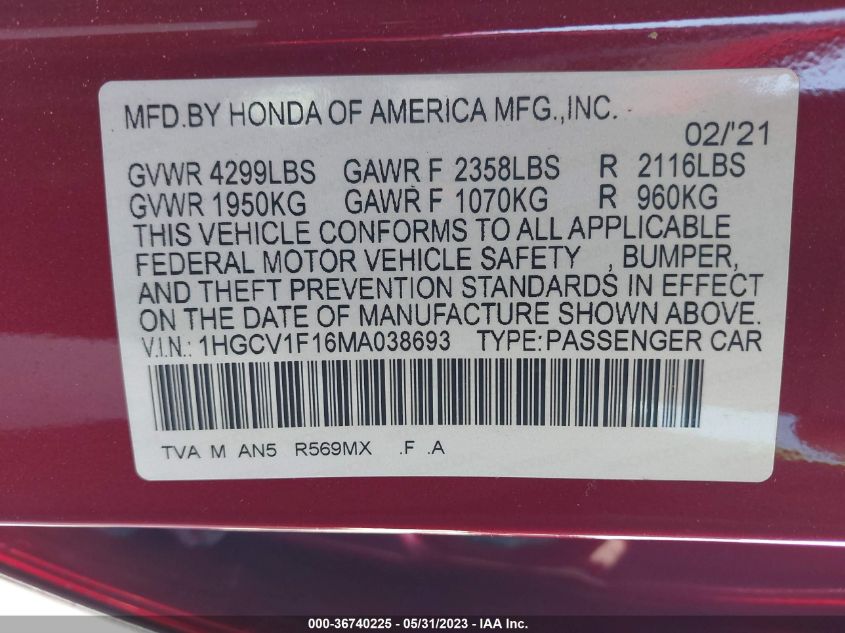 MFD.BY HONDA OF AMERICA MFG.,INC.
02/'21
GVWR 4299LBS GAWR F 2358LBS R 2116LBS
GVWR 1950KG GAWR F 1070KG R 960KG
THIS VEHICLE CONFORMS TO ALL APPLICABLE
FEDERAL MOTOR VEHICLE SAFETY , BUMPER,
AND THEFT PREVENTION STANDARDS IN EFFECT
ON THE DATE OF MANUFACTURE SHOWN ABOVE.
V.I.N.: 1HGCV1F16MA038693 TYPE:PASSENGER CAR
TVA M AN5 R569MX .F .A
000-36740225 - 05/31/2023 - IAA Inc.